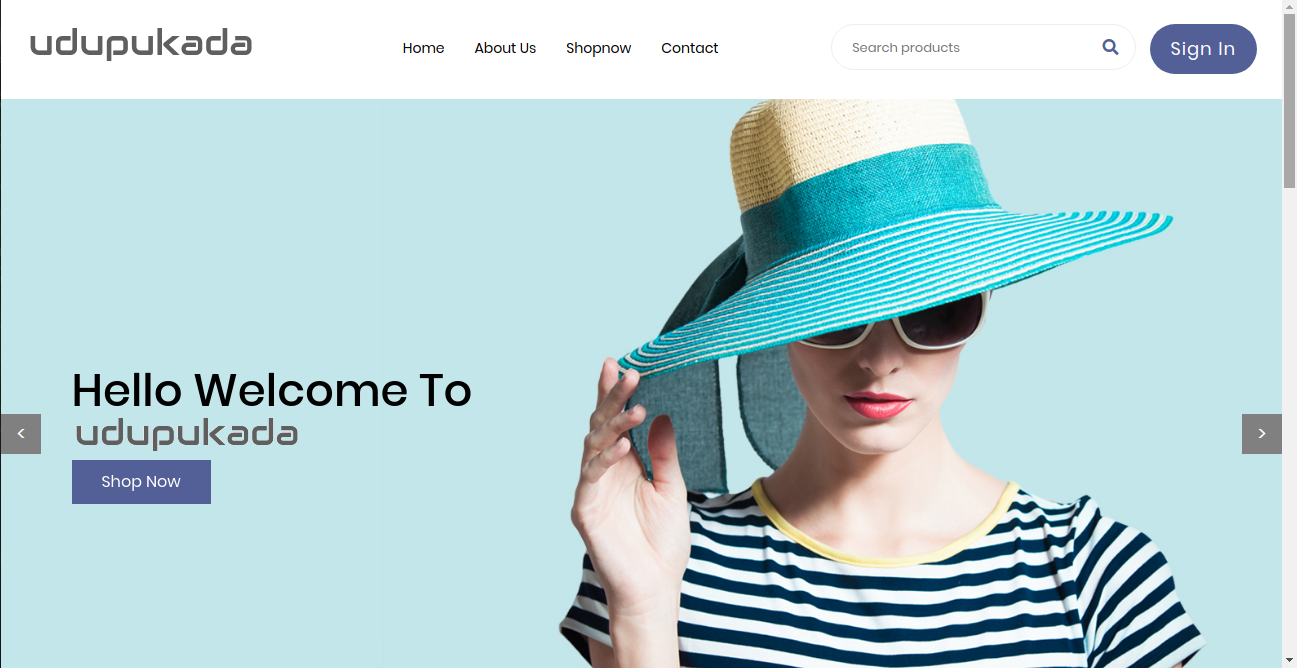 udupukada
Home About Us Shopnow Contact
Search products
Sign In
Hello Welcome To
udupukada
<
>
Shop Now